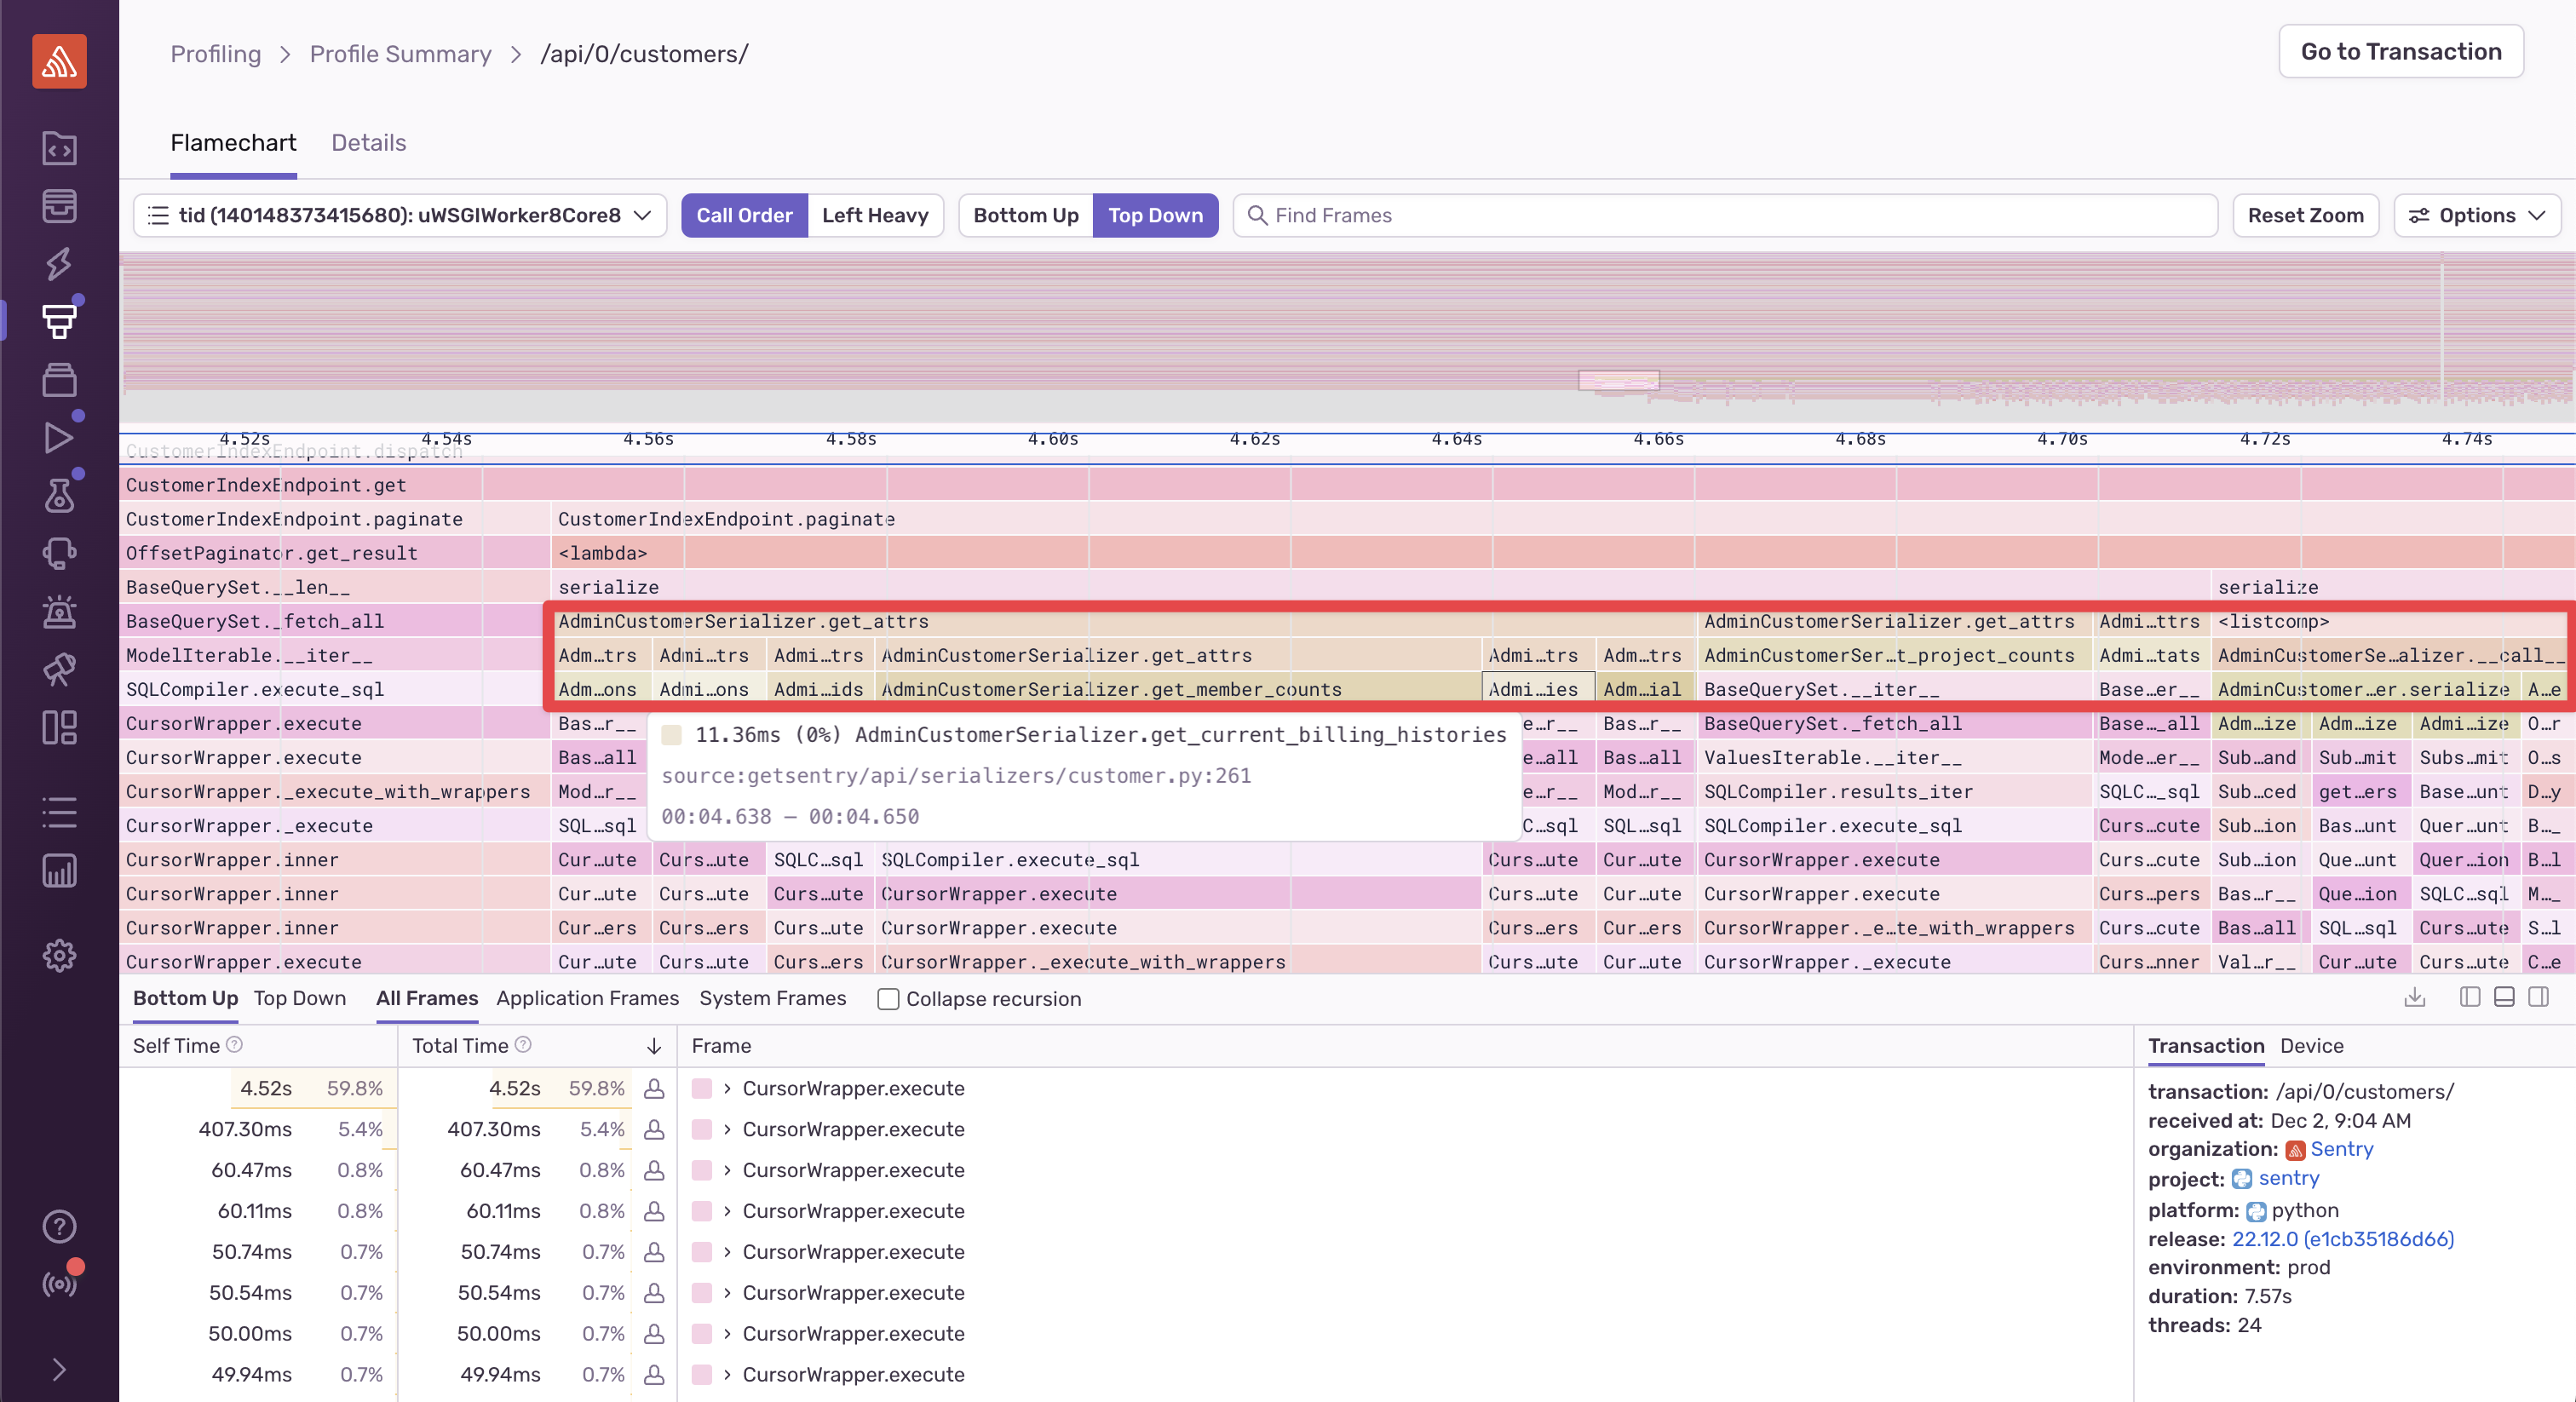 Profiling > Profile Summary > /api/0/customers/
Go to Transaction
Flamechart Details
tid (140148373415680): uWSGIWorker8Core8 Call Order Left Heavy Bottom Up Top Down Find Frames Reset Zoom Options
4.52s 4.54s 4.56s 4.58s 4.60s 4.62s 4.64s 4.66s 4.68s 4.70s 4.72s 4.74s
CustomerIndexEndpoint.dispatch
CustomerIndexEndpoint.get
CustomerIndexEndpoint.paginate CustomerIndexEndpoint.paginate
OffsetPaginator.get_result <lambda>
BaseQuerySet.__len__ serialize serialize
BaseQuerySet._fetch_all AdminCustomerSerializer.get_attrs AdminCustomerSerializer.get_attrs Admi…ttrs <listcomp>
ModelIterable.__iter__ Adm…trs Admi…trs Admi…trs AdminCustomerSerializer.get_attrs Admi…trs Adm…trs AdminCustomerSer…t_project_counts Admi…tats AdminCustomerSe…alizer.__call__
SQLCompiler.execute_sql Adm…ons Admi…ons Admi…ids AdminCustomerSerializer.get_member_counts Admi…ies Adm…ial BaseQuerySet.__iter__ Base…er__ AdminCustomer…er.serialize A…e
CursorWrapper.execute Bas…r__ e…r__ Bas…r__ BaseQuerySet._fetch_all Base…_all Adm…ize Adm…ize Admi…ize O…r
11.36ms (0%) AdminCustomerSerializer.get_current_billing_histories
CursorWrapper.execute Bas…all e…all Bas…all ValuesIterable.__iter__ Mode…er__ Sub…and Sub…mit Subs…mit O…s
source:getsentry/api/serializers/customer.py:261
CursorWrapper._execute_with_wrappers Mod…r__ e…r__ Mod…r__ SQLCompiler.results_iter SQLC…_sql Sub…ced get…ers Base…unt D…y
00:04.638 – 00:04.650
CursorWrapper._execute SQL…sql C…sql SQL…sql SQLCompiler.execute_sql Curs…cute Sub…ion Bas…unt Quer…unt B…_
CursorWrapper.inner Cur…ute Curs…ute SQLC…sql SQLCompiler.execute_sql Curs…ute Cur…ute CursorWrapper.execute Curs…cute Sub…ion Que…unt Quer…ion B…l
CursorWrapper.inner Cur…ute Curs…ute Curs…ute CursorWrapper.execute Curs…ute Cur…ute CursorWrapper.execute Curs…pers Bas…r__ Que…ion SQLC…sql M…_
CursorWrapper.inner Cur…ers Curs…ers Curs…ute CursorWrapper.execute Curs…ers Cur…ers CursorWrapper._e…te_with_wrappers Curs…cute Bas…all SQL…sql Curs…ute S…l
CursorWrapper.execute Cur…ute Curs…ute Curs…ers CursorWrapper._execute_with_wrappers Curs…ute Cur…ute CursorWrapper._execute Curs…nner Val…r__ Cur…ute Curs…ute C…e
Bottom Up Top Down All Frames Application Frames System Frames Collapse recursion
Self Time Total Time Frame
4.52s 59.8% 4.52s 59.8% CursorWrapper.execute
407.30ms 5.4% 407.30ms 5.4% CursorWrapper.execute
60.47ms 0.8% 60.47ms 0.8% CursorWrapper.execute
60.11ms 0.8% 60.11ms 0.8% CursorWrapper.execute
50.74ms 0.7% 50.74ms 0.7% CursorWrapper.execute
50.54ms 0.7% 50.54ms 0.7% CursorWrapper.execute
50.00ms 0.7% 50.00ms 0.7% CursorWrapper.execute
49.94ms 0.7% 49.94ms 0.7% CursorWrapper.execute
Transaction Device
transaction: /api/0/customers/
received at: Dec 2, 9:04 AM
organization: Sentry
project: sentry
platform: python
release: 22.12.0 (e1cb35186d66)
environment: prod
duration: 7.57s
threads: 24